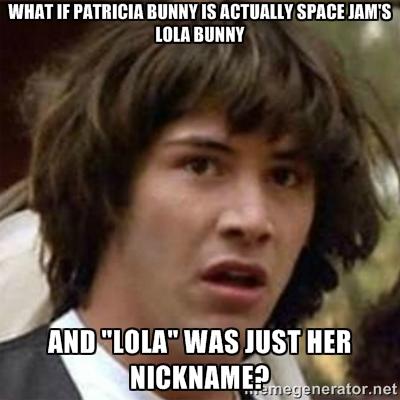 WHAT IF PATRICIA BUNNY IS ACTUALLY SPACE JAM'S
LOLA BUNNY
AND "LOLA" WAS JUST HER
NICKNAME?
memegenerator.net